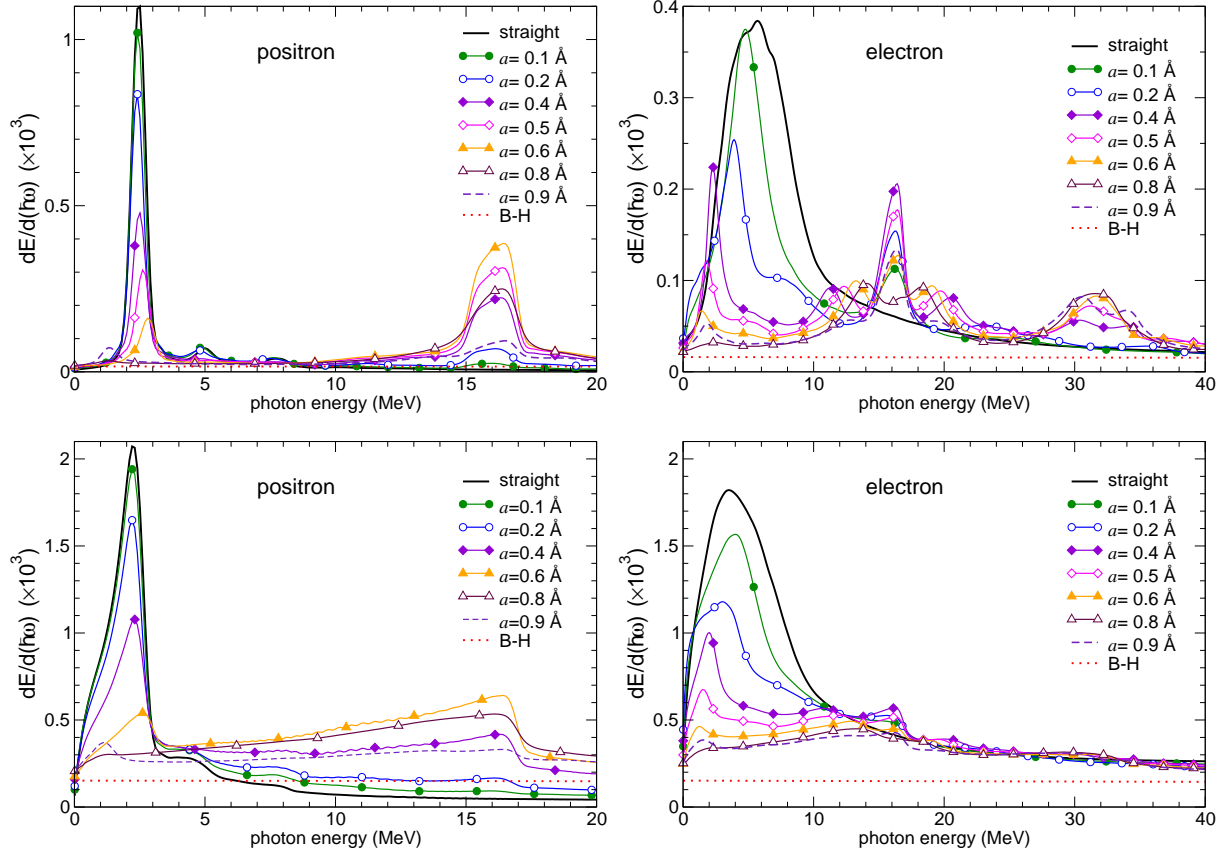 dE/d(ħω) (×10³)
1
0.5
0
0 5 10 15 20
photon energy (MeV)
positron
straight
a= 0.1 Å
a= 0.2 Å
a= 0.4 Å
a= 0.5 Å
a= 0.6 Å
a= 0.8 Å
a= 0.9 Å
B-H
dE/d(ħω) (×10³)
0.4
0.3
0.2
0.1
0
0 10 20 30 40
photon energy (MeV)
electron
straight
a= 0.1 Å
a= 0.2 Å
a= 0.4 Å
a= 0.5 Å
a= 0.6 Å
a= 0.8 Å
a= 0.9 Å
B-H
dE/d(ħω) (×10³)
2
1.5
1
0.5
0
0 5 10 15 20
photon energy (MeV)
positron
straight
a=0.1 Å
a=0.2 Å
a=0.4 Å
a=0.6 Å
a=0.8 Å
a=0.9 Å
B-H
dE/d(ħω) (×10³)
2
1.5
1
0.5
0
0 10 20 30 40
photon energy (MeV)
electron
straight
a= 0.1 Å
a= 0.2 Å
a= 0.4 Å
a= 0.5 Å
a= 0.6 Å
a= 0.8 Å
a= 0.9 Å
B-H